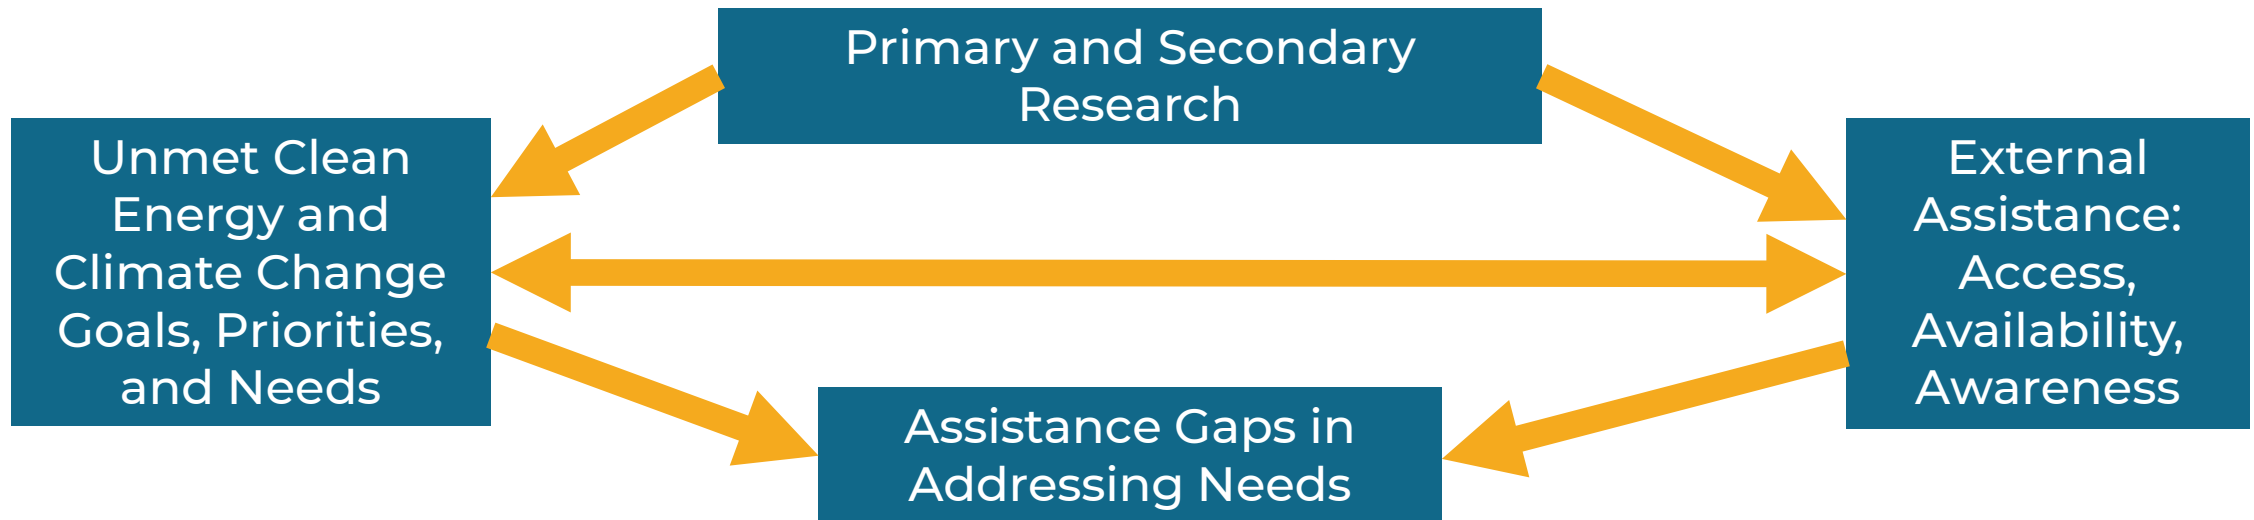 Primary and Secondary
Research
Unmet Clean
Energy and
Climate Change
Goals, Priorities,
and Needs
External
Assistance:
Access,
Availability,
Awareness
Assistance Gaps in
Addressing Needs